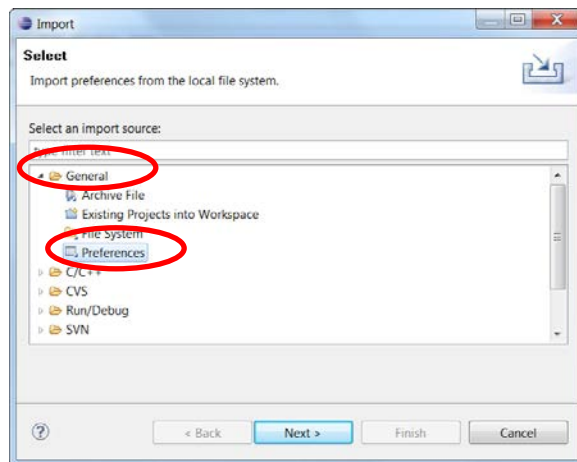 Import
Select
Import preferences from the local file system.
Select an import source:
type filter text
General
Archive File
Existing Projects into Workspace
File System
Preferences
C/C++
CVS
Run/Debug
SVN
< Back Next > Finish Cancel